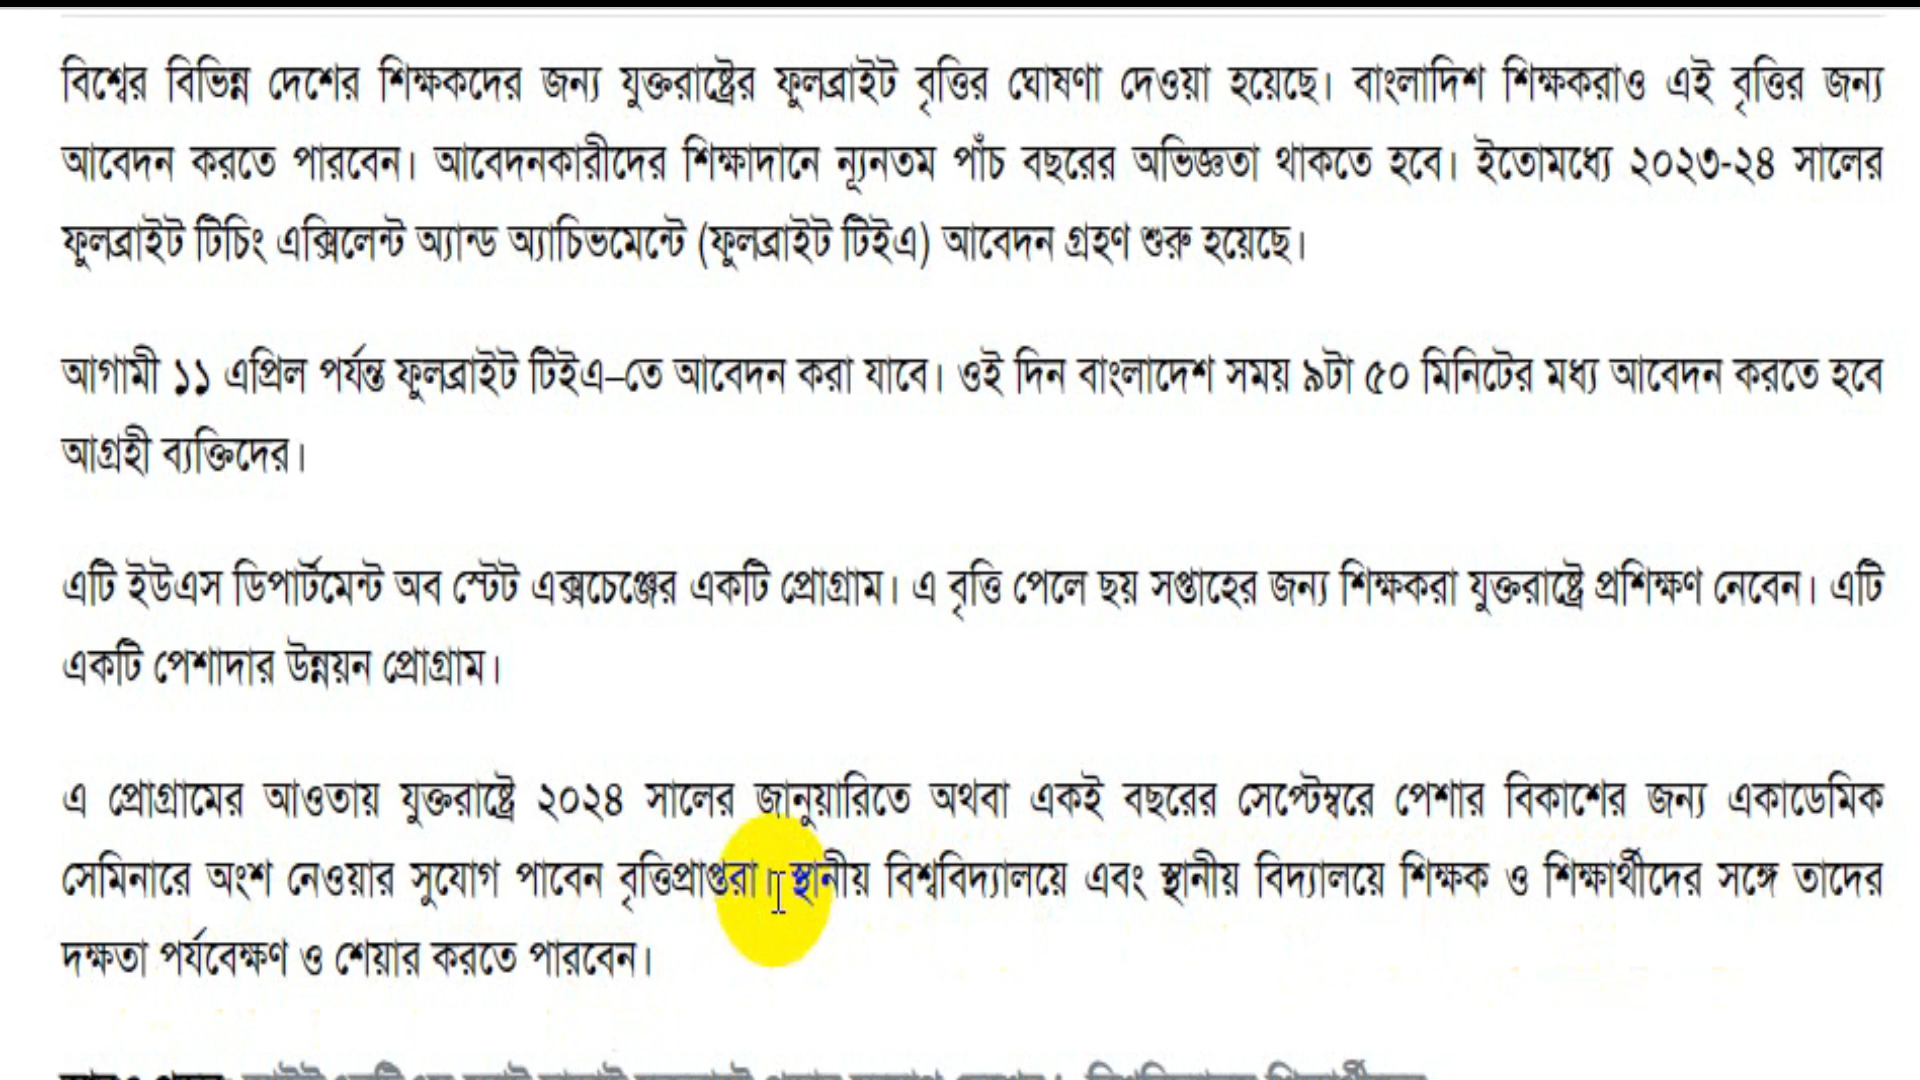 বিশ্বের বিভিন্ন দেশের শিক্ষকদের জন্য যুক্তরাষ্ট্রের ফুলব্রাইট বৃত্তির ঘোষণা দেওয়া হয়েছে। বাংলাদিশ শিক্ষকরাও এই বৃত্তির জন্য
আবেদন করতে পারবেন। আবেদনকারীদের শিক্ষাদানে ন্যূনতম পাঁচ বছরের অভিজ্ঞতা থাকতে হবে। ইতোমধ্যে ২০২৩-২৪ সালের
ফুলব্রাইট টিচিং এক্সিলেন্ট অ্যান্ড অ্যাচিভমেন্টে (ফুলব্রাইট টিইএ) আবেদন গ্রহণ শুরু হয়েছে।
আগামী ১১ এপ্রিল পর্যন্ত ফুলব্রাইট টিইএ–তে আবেদন করা যাবে। ওই দিন বাংলাদেশ সময় ৯টা ৫০ মিনিটের মধ্য আবেদন করতে হবে
আগ্রহী ব্যক্তিদের।
এটি ইউএস ডিপার্টমেন্ট অব স্টেট এক্সচেঞ্জের একটি প্রোগ্রাম। এ বৃত্তি পেলে ছয় সপ্তাহের জন্য শিক্ষকরা যুক্তরাষ্ট্রে প্রশিক্ষণ নেবেন। এটি
একটি পেশাদার উন্নয়ন প্রোগ্রাম।
এ প্রোগ্রামের আওতায় যুক্তরাষ্ট্রে ২০২৪ সালের জানুয়ারিতে অথবা একই বছরের সেপ্টেম্বরে পেশার বিকাশের জন্য একাডেমিক
সেমিনারে অংশ নেওয়ার সুযোগ পাবেন বৃত্তিপ্রাপ্তরা। স্থানীয় বিশ্ববিদ্যালয়ে এবং স্থানীয় বিদ্যালয়ে শিক্ষক ও শিক্ষার্থীদের সঙ্গে তাদের
দক্ষতা পর্যবেক্ষণ ও শেয়ার করতে পারবেন।